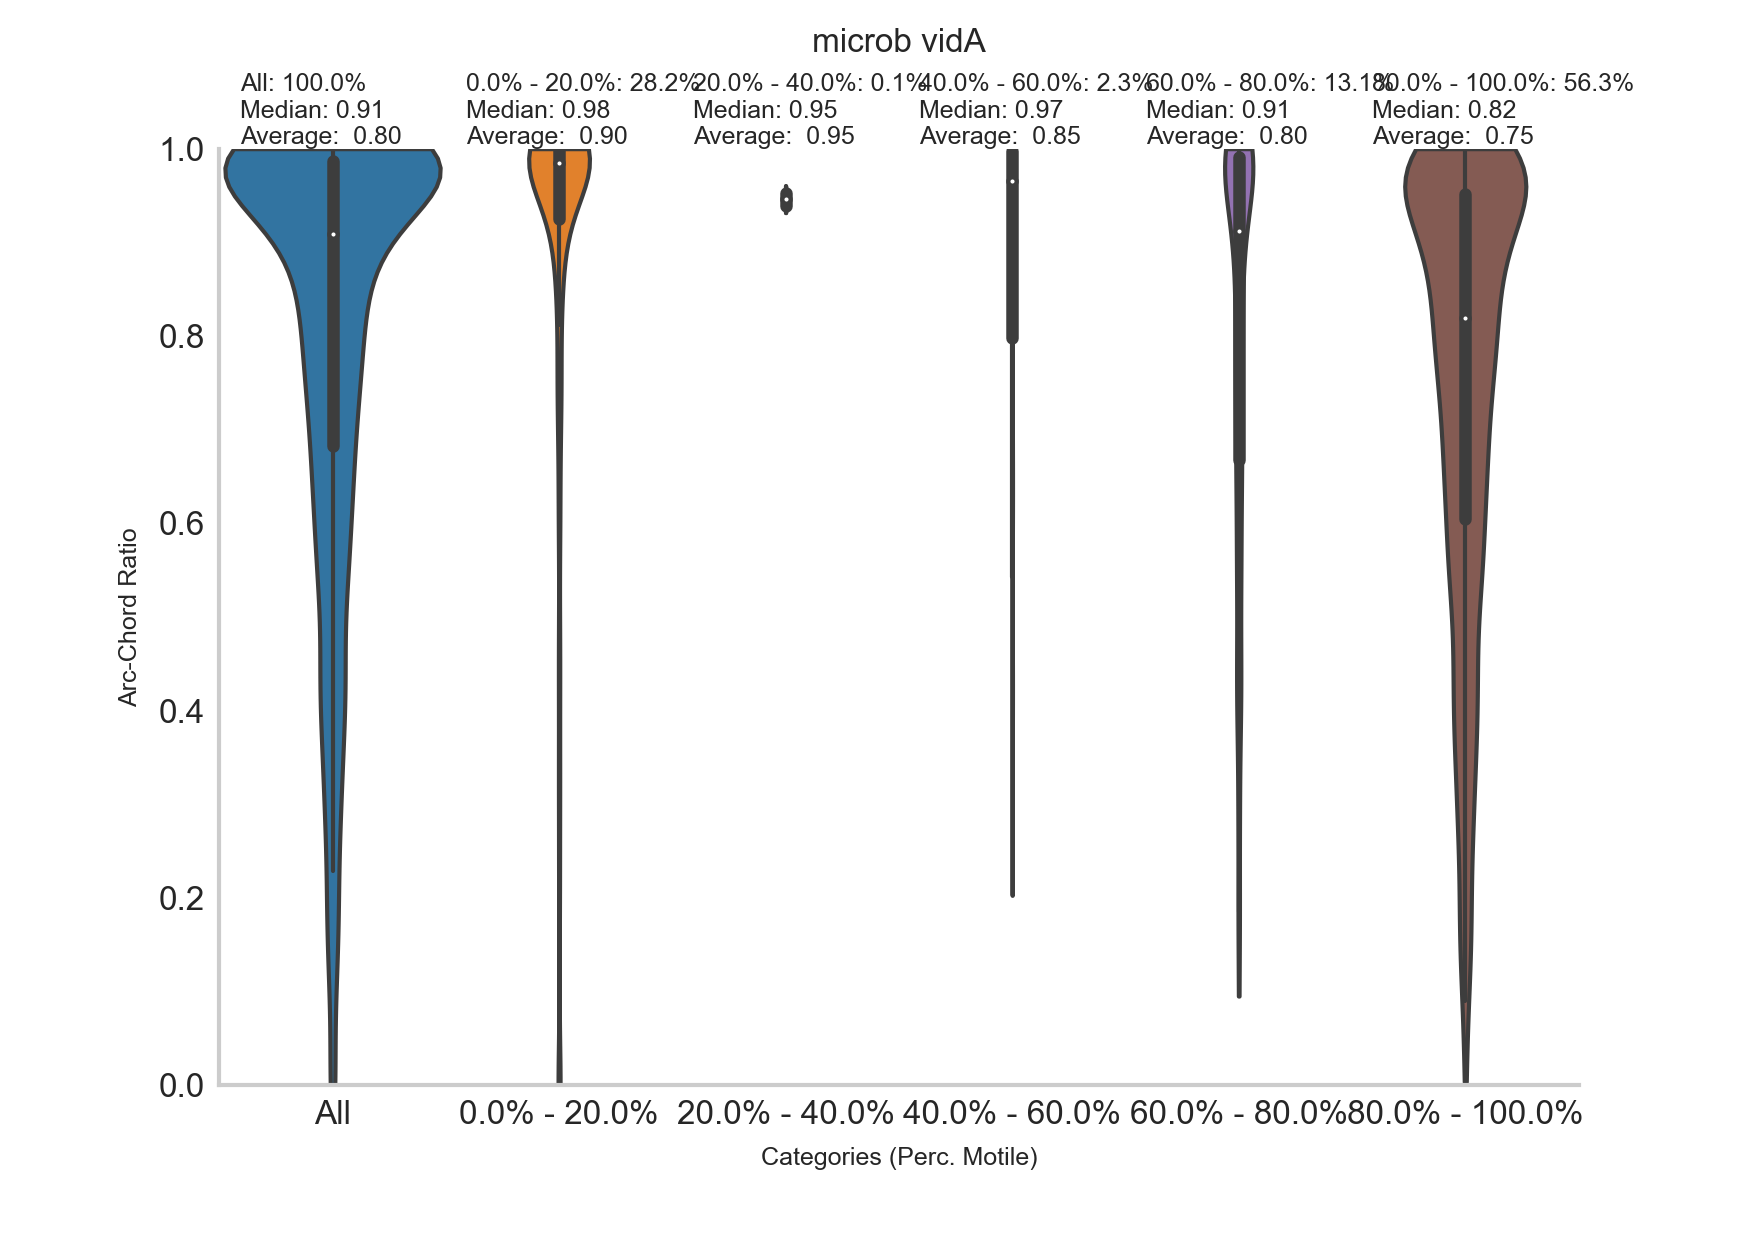 microb vidA
All: 100.0%
Median: 0.91
Average:  0.80
0.0% - 20.0%: 28.2%
Median: 0.98
Average:  0.90
20.0% - 40.0%: 0.1%
Median: 0.95
Average:  0.95
40.0% - 60.0%: 2.3%
Median: 0.97
Average:  0.85
60.0% - 80.0%: 13.1%
Median: 0.91
Average:  0.80
80.0% - 100.0%: 56.3%
Median: 0.82
Average:  0.75
1.0
0.8
0.6
0.4
0.2
0.0
Arc-Chord Ratio
All
0.0% - 20.0%
20.0% - 40.0%
40.0% - 60.0%
60.0% - 80.0%
80.0% - 100.0%
Categories (Perc. Motile)